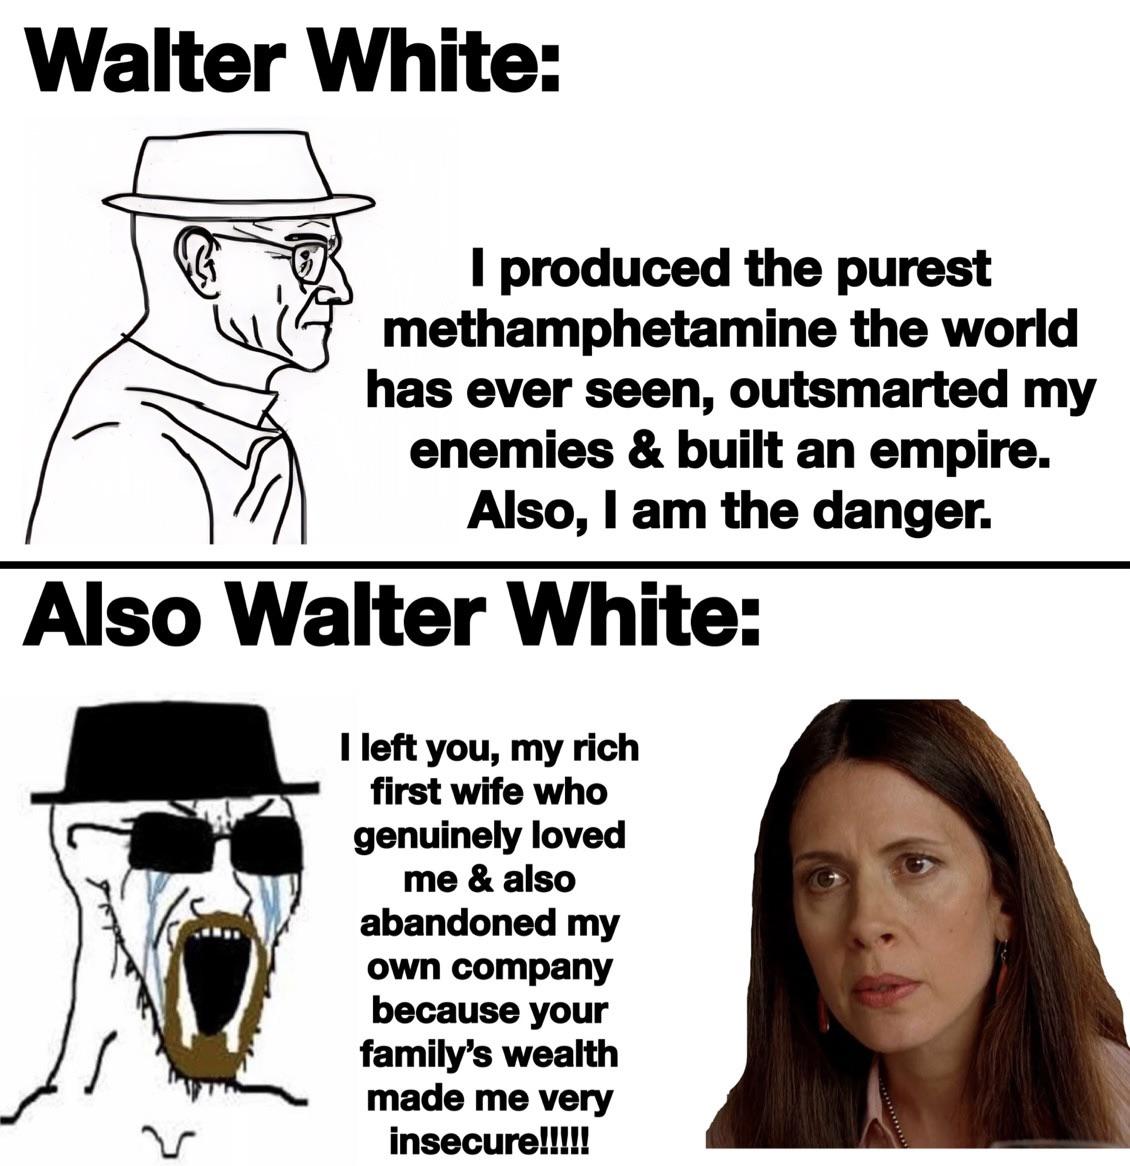 Walter White:
I produced the purest
methamphetamine the world
has ever seen, outsmarted my
enemies & built an empire.
Also, I am the danger.
Also Walter White:
I left you, my rich
first wife who
genuinely loved
me & also
abandoned my
own company
because your
family’s wealth
made me very
insecure!!!!!